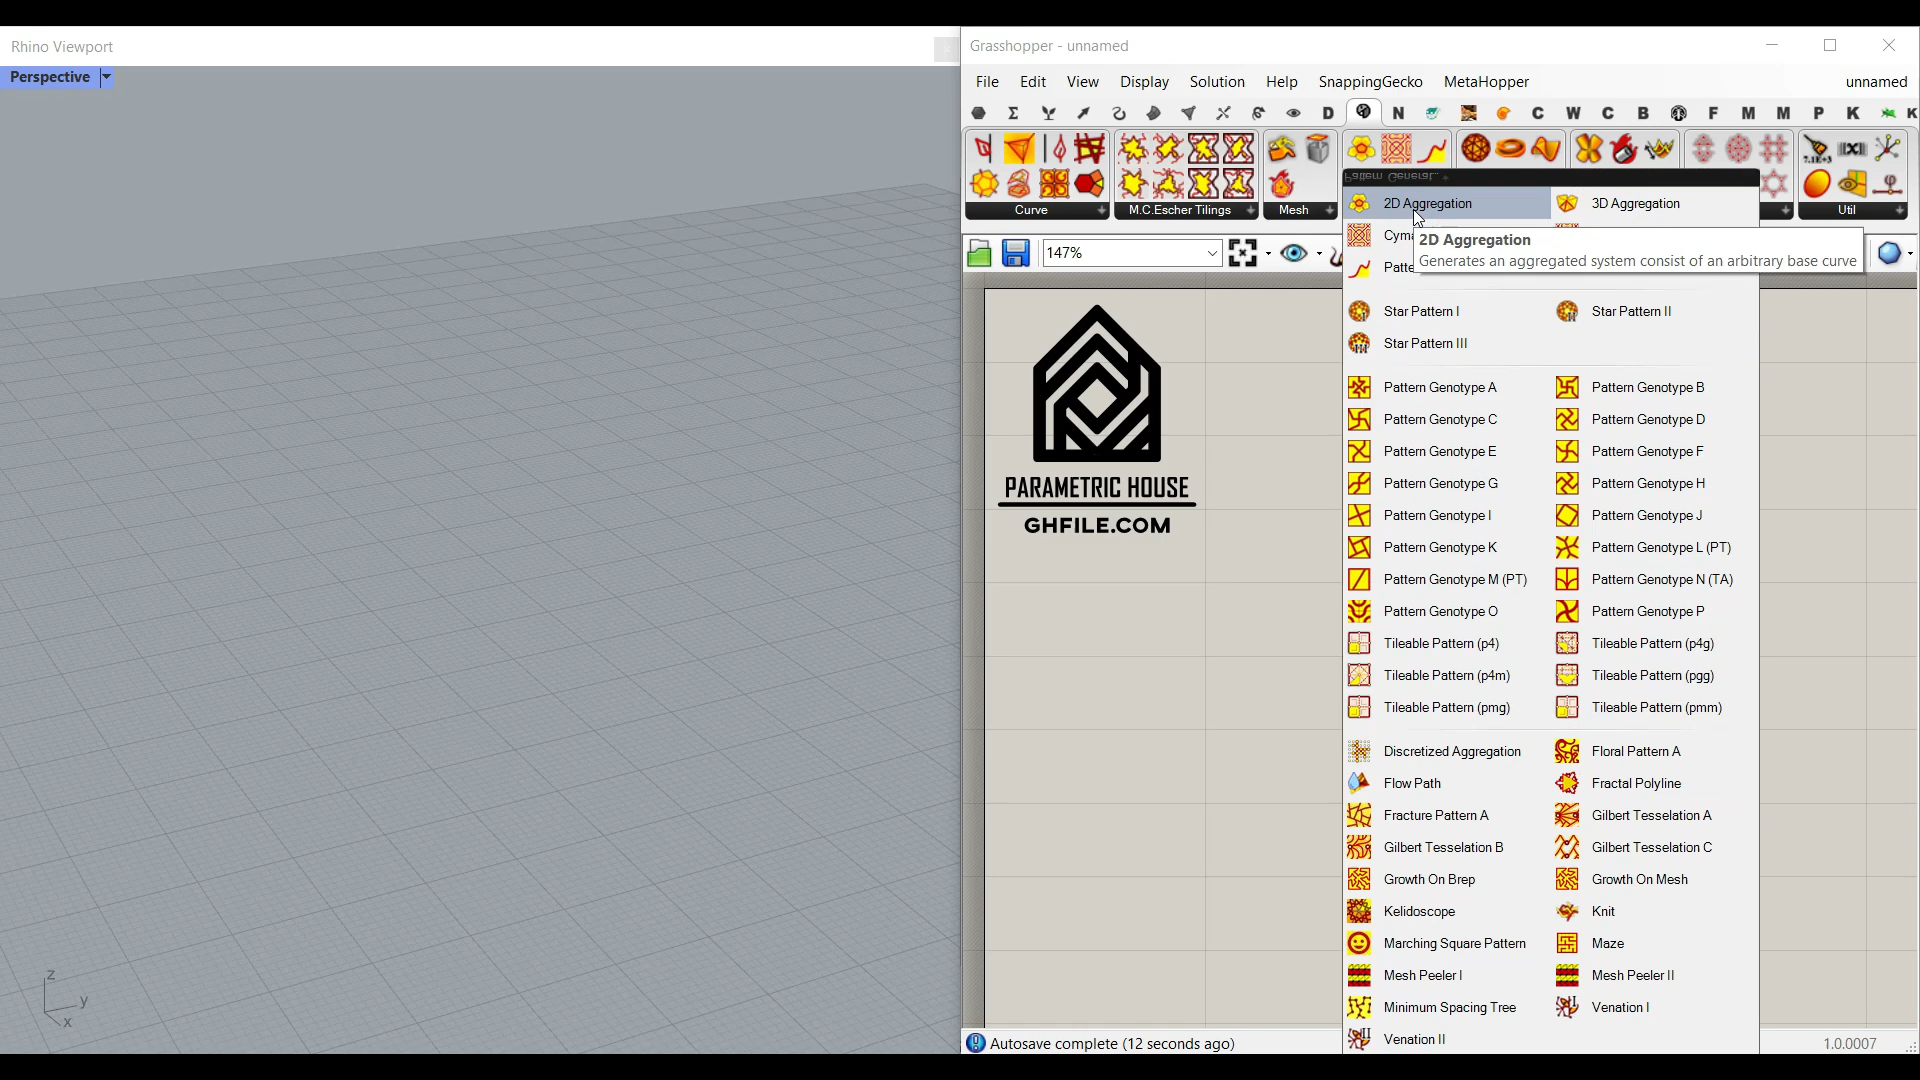 Rhino Viewport
Perspective
Grasshopper - unnamed
File Edit View Display Solution Help SnappingGecko MetaHopper unnamed
D N C W C B F M M P K K
Curve M.C.Escher Tilings Mesh Util
Pattern Generat..
2D Aggregation 3D Aggregation
147%
2D Aggregation
Generates an aggregated system consist of an arbitrary base curve
Star Pattern I Star Pattern II
Star Pattern III
Pattern Genotype A Pattern Genotype B
Pattern Genotype C Pattern Genotype D
Pattern Genotype E Pattern Genotype F
Pattern Genotype G Pattern Genotype H
Pattern Genotype I Pattern Genotype J
Pattern Genotype K Pattern Genotype L (PT)
Pattern Genotype M (PT) Pattern Genotype N (TA)
Pattern Genotype O Pattern Genotype P
Tileable Pattern (p4) Tileable Pattern (p4g)
Tileable Pattern (p4m) Tileable Pattern (pgg)
Tileable Pattern (pmg) Tileable Pattern (pmm)
Discretized Aggregation Floral Pattern A
Flow Path Fractal Polyline
Fracture Pattern A Gilbert Tesselation A
Gilbert Tesselation B Gilbert Tesselation C
Growth On Brep Growth On Mesh
Kelidoscope Knit
Marching Square Pattern Maze
Mesh Peeler I Mesh Peeler II
Minimum Spacing Tree Venation I
Venation II
PARAMETRIC HOUSE
GHFILE.COM
z
y
x
Autosave complete (12 seconds ago)
1.0.0007